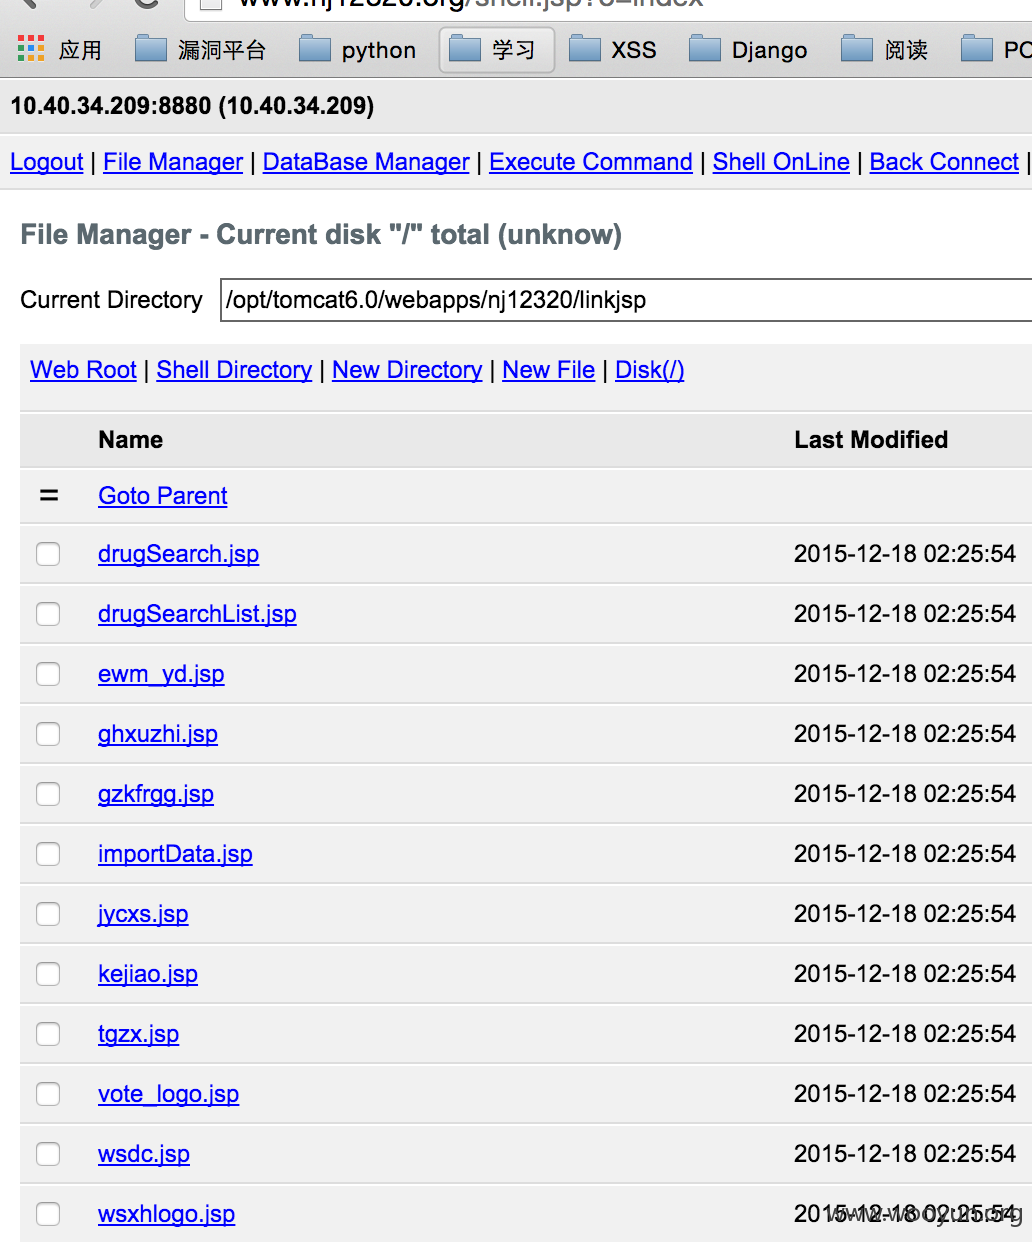 www.nj12320.org/shell.jsp?o=index
应用 漏洞平台 python 学习 XSS Django 阅读 PC
10.40.34.209:8880 (10.40.34.209)
Logout | File Manager | DataBase Manager | Execute Command | Shell OnLine | Back Connect |
File Manager - Current disk "/" total (unknow)
Current Directory /opt/tomcat6.0/webapps/nj12320/linkjsp
Web Root | Shell Directory | New Directory | New File | Disk(/)
Name Last Modified
= Goto Parent
drugSearch.jsp 2015-12-18 02:25:54
drugSearchList.jsp 2015-12-18 02:25:54
ewm_yd.jsp 2015-12-18 02:25:54
ghxuzhi.jsp 2015-12-18 02:25:54
gzkfrgg.jsp 2015-12-18 02:25:54
importData.jsp 2015-12-18 02:25:54
jycxs.jsp 2015-12-18 02:25:54
kejiao.jsp 2015-12-18 02:25:54
tgzx.jsp 2015-12-18 02:25:54
vote_logo.jsp 2015-12-18 02:25:54
wsdc.jsp 2015-12-18 02:25:54
wsxhlogo.jsp 2015-12-18 02:25:54
www.wooyun.org